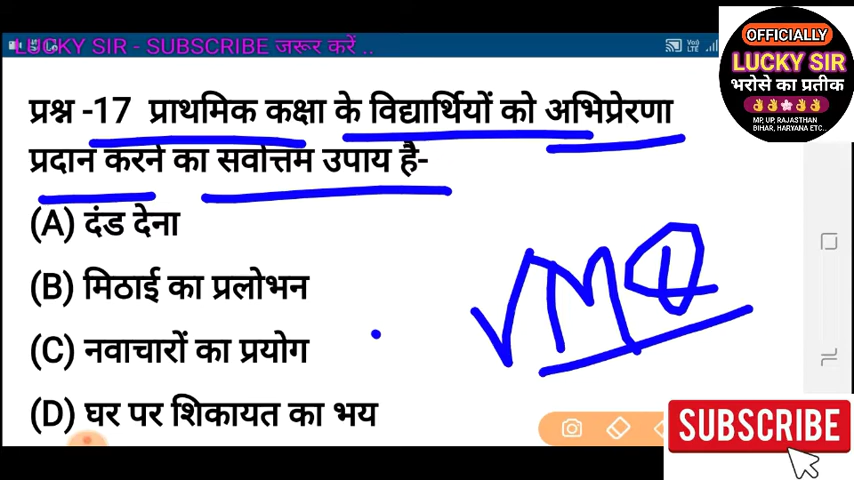 LUCKY SIR - SUBSCRIBE जरूर करें ..
OFFICIALLY
LUCKY SIR
भरोसे का प्रतीक
MP, UP, RAJASTHAN
BIHAR, HARYANA ETC..
प्रश्न -17 प्राथमिक कक्षा के विद्यार्थियों को अभिप्रेरणा
प्रदान करने का सर्वोत्तम उपाय है-
(A) दंड देना
(B) मिठाई का प्रलोभन
(C) नवाचारों का प्रयोग
(D) घर पर शिकायत का भय
SUBSCRIBE